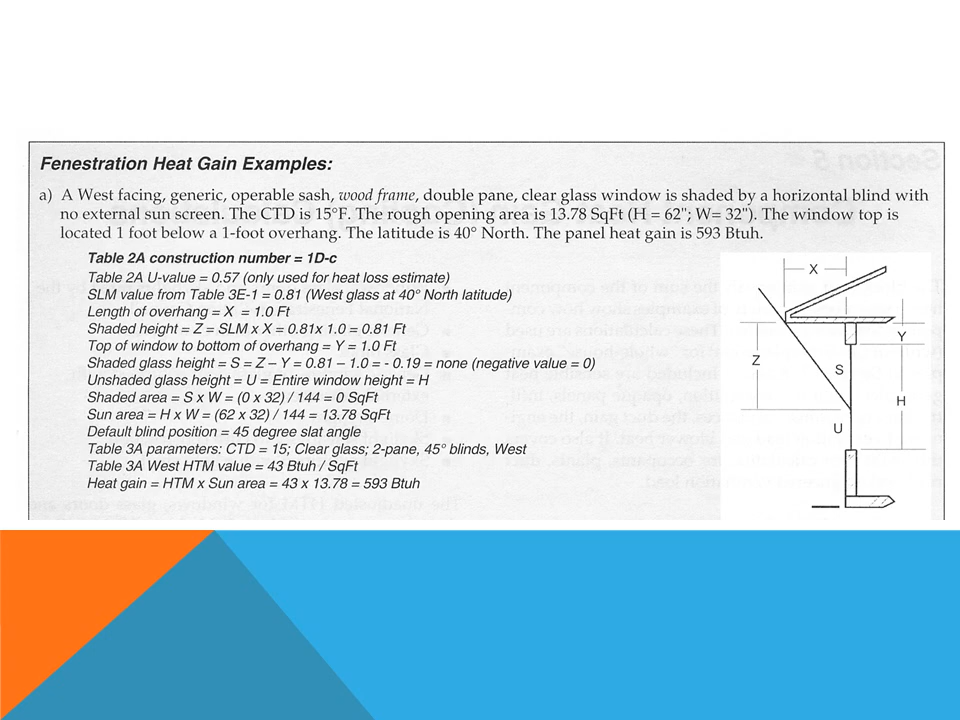 Fenestration Heat Gain Examples:
a) A West facing, generic, operable sash, wood frame, double pane, clear glass window is shaded by a horizontal blind with
no external sun screen. The CTD is 15°F. The rough opening area is 13.78 SqFt (H = 62"; W= 32"). The window top is
located 1 foot below a 1-foot overhang. The latitude is 40° North. The panel heat gain is 593 Btuh.
Table 2A construction number = 1D-c
Table 2A U-value = 0.57 (only used for heat loss estimate)
SLM value from Table 3E-1 = 0.81 (West glass at 40° North latitude)
Length of overhang = X = 1.0 Ft
Shaded height = Z = SLM x X = 0.81x 1.0 = 0.81 Ft
Top of window to bottom of overhang = Y = 1.0 Ft
Shaded glass height = S = Z – Y = 0.81 – 1.0 = - 0.19 = none (negative value = 0)
Unshaded glass height = U = Entire window height = H
Shaded area = S x W = (0 x 32) / 144 = 0 SqFt
Sun area = H x W = (62 x 32) / 144 = 13.78 SqFt
Default blind position = 45 degree slat angle
Table 3A parameters: CTD = 15; Clear glass; 2-pane, 45° blinds, West
Table 3A West HTM value = 43 Btuh / SqFt
Heat gain = HTM x Sun area = 43 x 13.78 = 593 Btuh
X
Y
Z
S
H
U